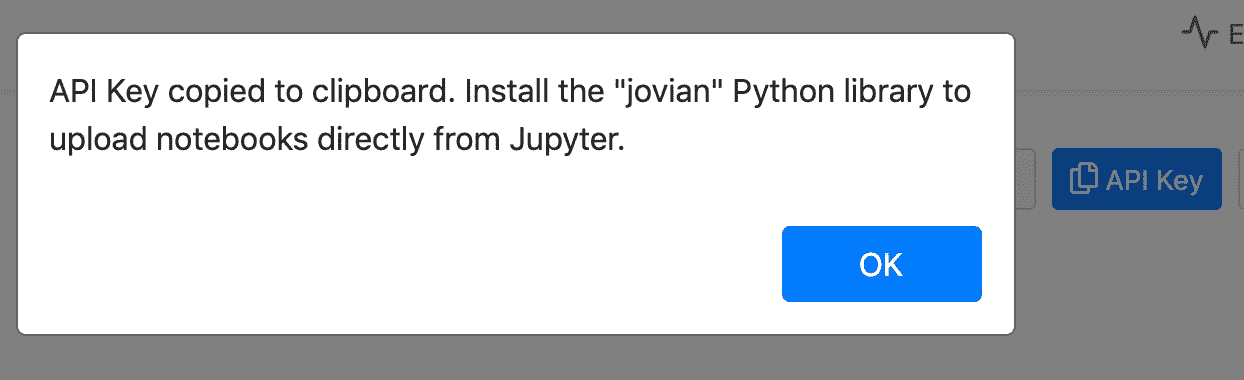 API Key copied to clipboard. Install the "jovian" Python library to
upload notebooks directly from Jupyter.
API Key
OK